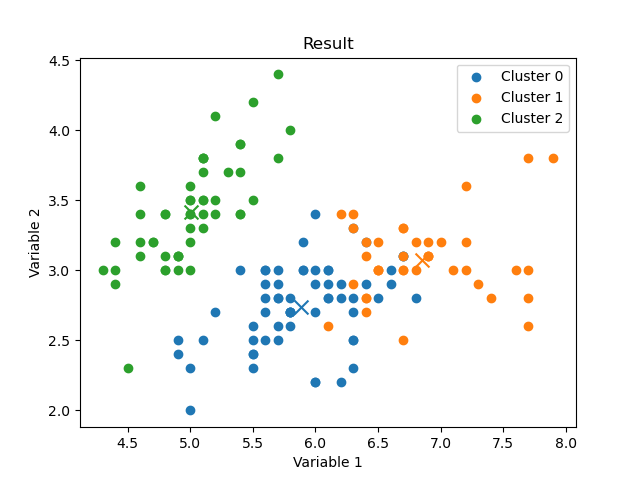 Result
Cluster 0
Cluster 1
Cluster 2
4.5
4.0
3.5
3.0
2.5
2.0
Variable 2
4.5 5.0 5.5 6.0 6.5 7.0 7.5 8.0
Variable 1